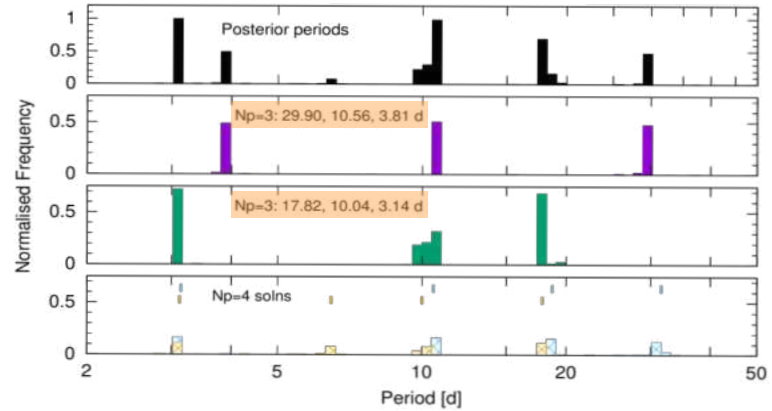 Normalised Frequency
1
0.5
0
Posterior periods
0.5
0
Np=3: 29.90, 10.56, 3.81 d
0.5
0
Np=3: 17.82, 10.04, 3.14 d
0.5
0
Np=4 solns
2 5 10 20 50
Period [d]